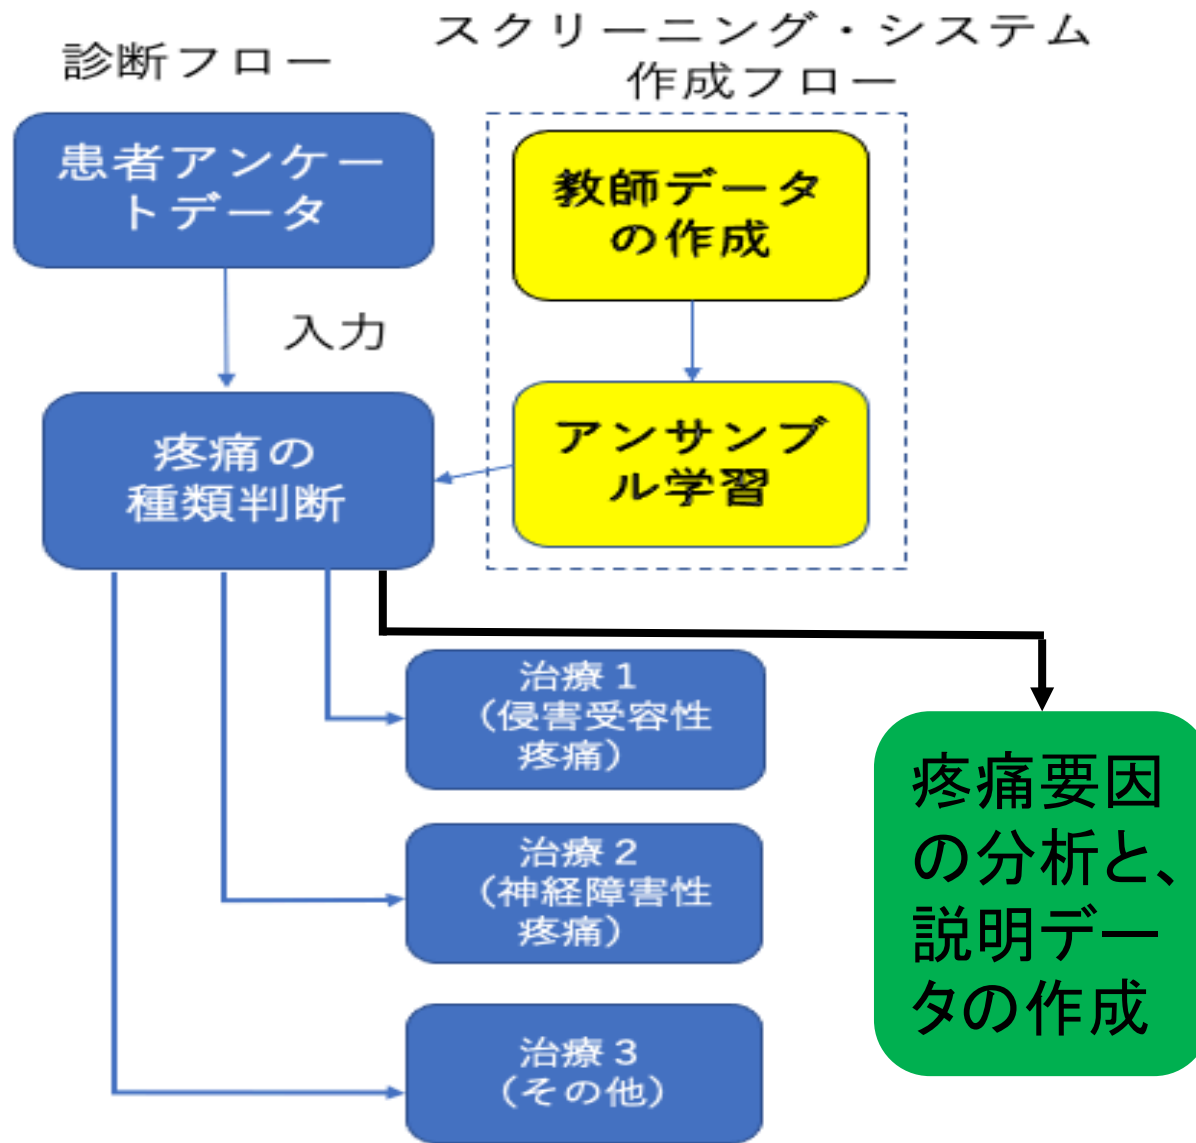 診断フロー
スクリーニング・システム
作成フロー
患者アンケー
トデータ
教師データ
の作成
入力
疼痛の
種類判断
アンサンブ
ル学習
治療１
（侵害受容性
疼痛）
治療２
（神経障害性
疼痛）
治療３
（その他）
疼痛要因
の分析と、
説明デー
タの作成